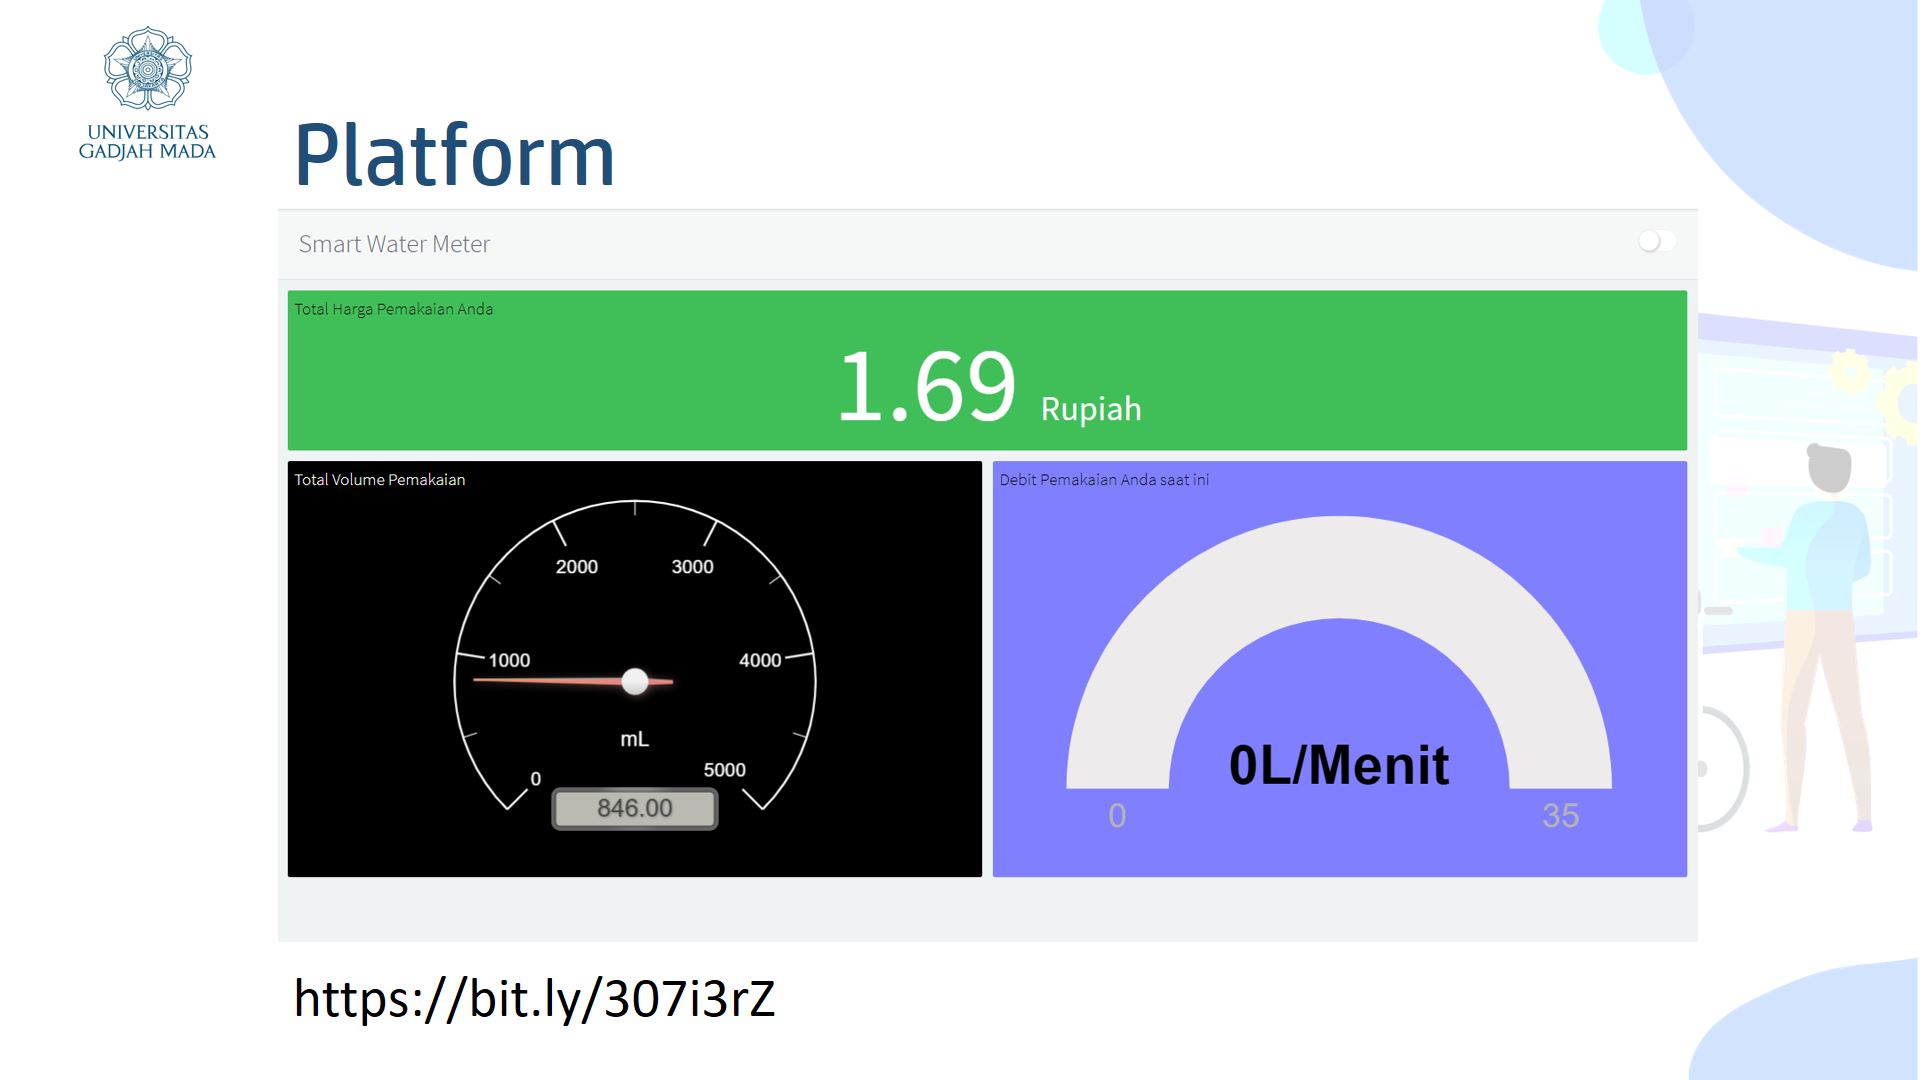 UNIVERSITAS
GADJAH MADA
Platform
Smart Water Meter
Total Harga Pemakaian Anda
1.69 Rupiah
Total Volume Pemakaian
2000 3000
1000 4000
mL
0 5000
846.00
Debit Pemakaian Anda saat ini
0L/Menit
0 35
https://bit.ly/307i3rZ